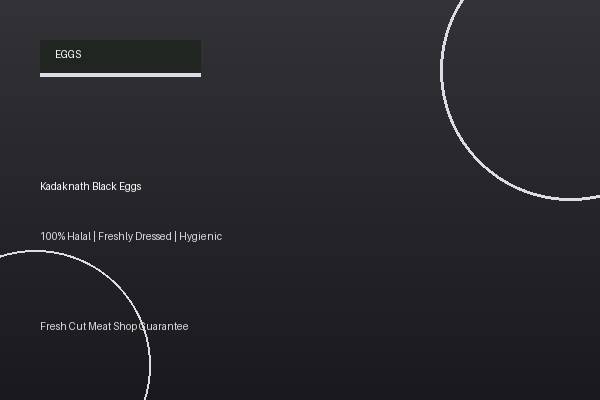 EGGS
Kadaknath Black Eggs
100% Halal | Freshly Dressed | Hygienic
Fresh Cut Meat Shop Guarantee